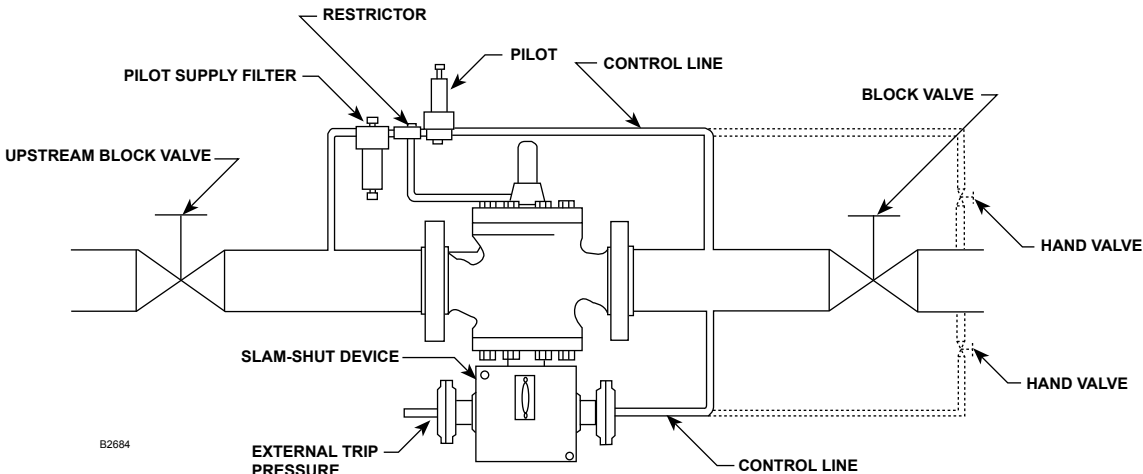 RESTRICTOR
PILOT
CONTROL LINE
PILOT SUPPLY FILTER
BLOCK VALVE
UPSTREAM BLOCK VALVE
HAND VALVE
SLAM-SHUT DEVICE
HAND VALVE
B2684
EXTERNAL TRIP
PRESSURE
CONTROL LINE